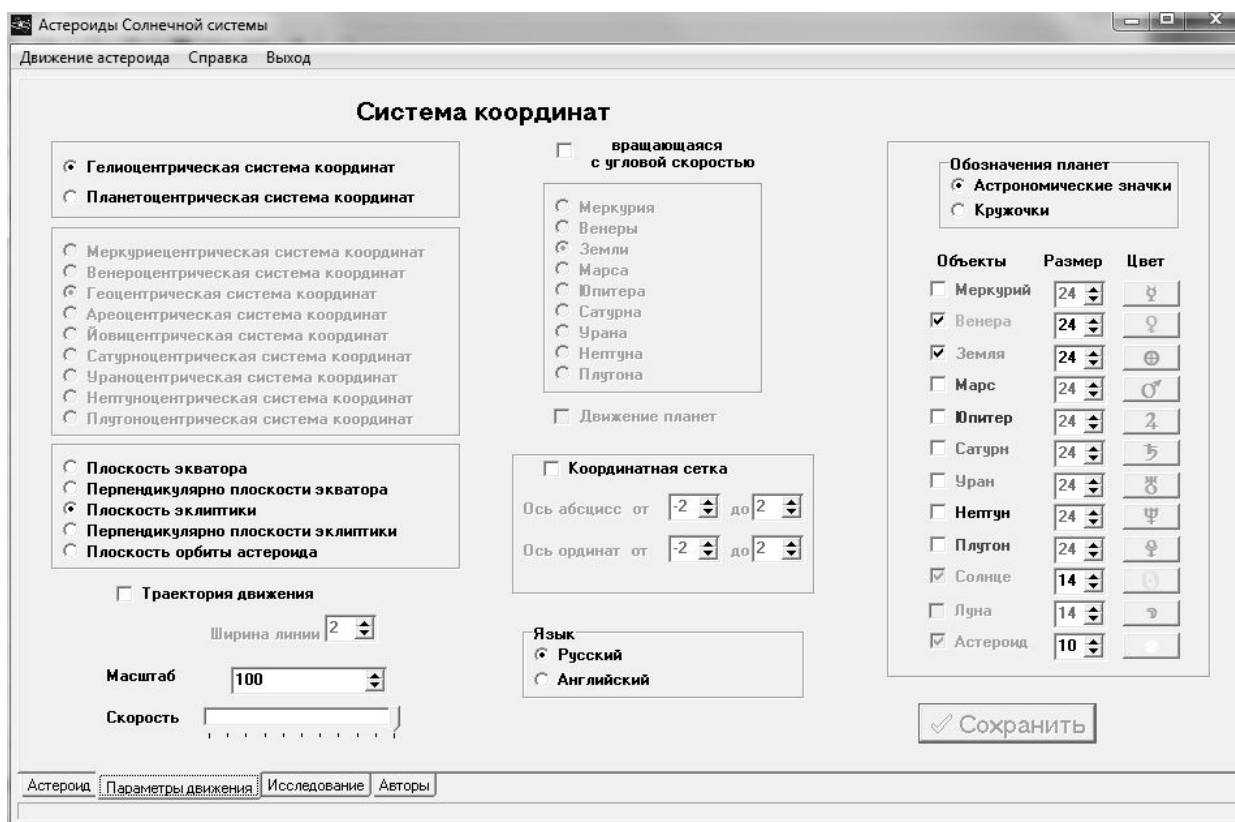 Астероиды Солнечной системы
Движение астероида Справка Выход
Система координат
Гелиоцентрическая система координат
Планетоцентрическая система координат
Меркуриецентрическая система координат
Венероцентрическая система координат
Геоцентрическая система координат
Ареоцентрическая система координат
Йовицентрическая система координат
Сатурноцентрическая система координат
Ураноцентрическая система координат
Нептуноцентрическая система координат
Плутоноцентрическая система координат
Плоскость экватора
Перпендикулярно плоскости экватора
Плоскость эклиптики
Перпендикулярно плоскости эклиптики
Плоскость орбиты астероида
Траектория движения
Ширина линии 2
Масштаб 100
Скорость
вращающаяся
с угловой скоростью
Меркурия
Венеры
Земли
Марса
Юпитера
Сатурна
Урана
Нептуна
Плутона
Движение планет
Координатная сетка
Ось абсцисс от -2 до 2
Ось ординат от -2 до 2
Язык
Русский
Английский
Обозначения планет
Астрономические значки
Кружочки
Объекты Размер Цвет
Меркурий 24 ☿
Венера 24 ♀
Земля 24 ⊕
Марс 24 ♂
Юпитер 24 ♃
Сатурн 24 ♄
Уран 24 ♅
Нептун 24 ♆
Плутон 24
Солнце 14 ☉
Луна 14 ☽
Астероид 10
Сохранить
Астероид Параметры движения Исследование Авторы